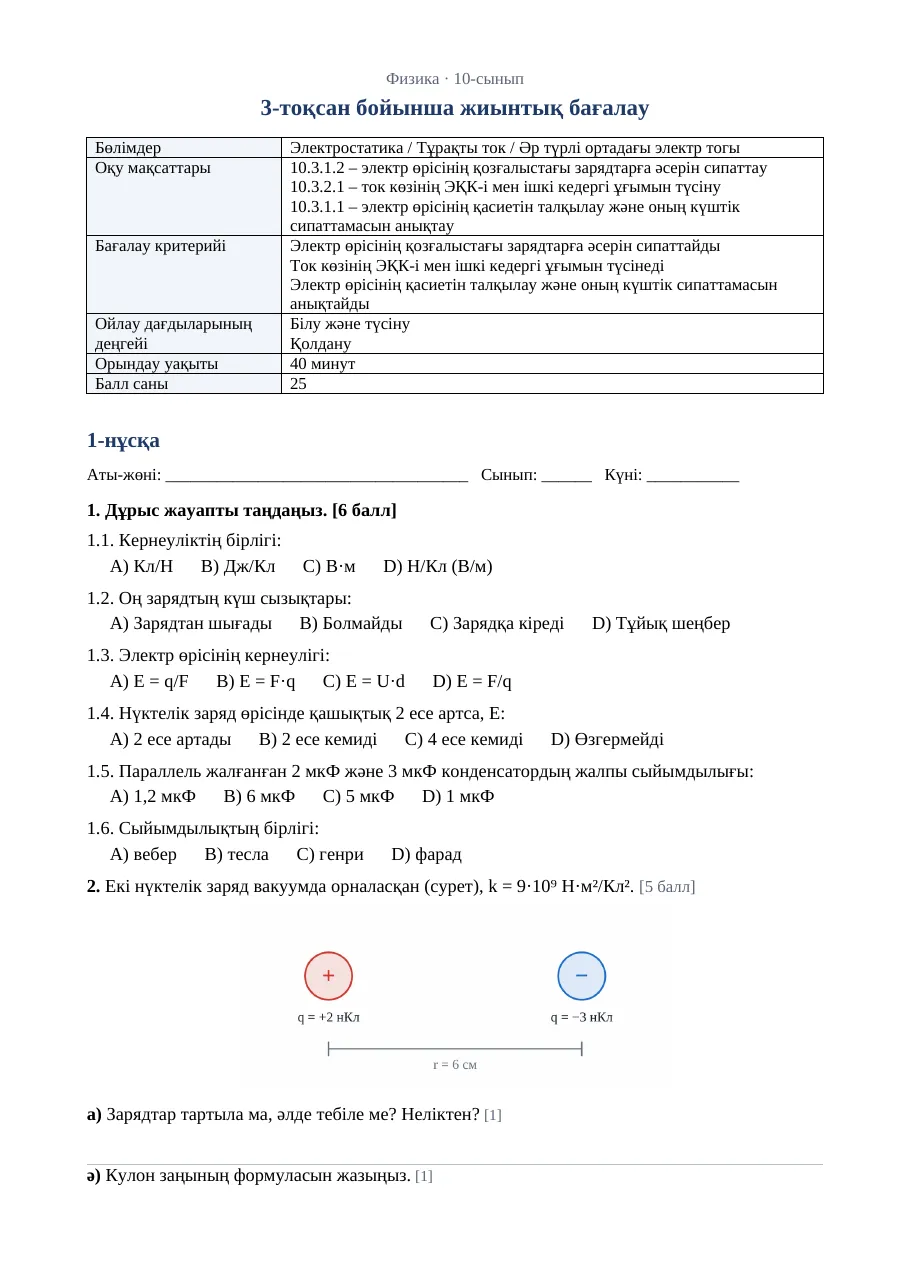 Физика · 10-сынып
3-тоқсан бойынша жиынтық бағалау
Бөлімдер
Электростатика / Тұрақты ток / Әр түрлі ортадағы электр тогы
Оқу мақсаттары
10.3.1.2 – электр өрісінің қозғалыстағы зарядтарға әсерін сипаттау
10.3.2.1 – ток көзінің ЭҚК-і мен ішкі кедергі ұғымын түсіну
10.3.1.1 – электр өрісінің қасиетін талқылау және оның күштік
сипаттамасын анықтау
Бағалау критерийі
Электр өрісінің қозғалыстағы зарядтарға әсерін сипаттайды
Ток көзінің ЭҚК-і мен ішкі кедергі ұғымын түсінеді
Электр өрісінің қасиетін талқылау және оның күштік сипаттамасын
анықтайды
Ойлау дағдыларының
деңгейі
Білу және түсіну
Қолдану
Орындау уақыты
40 минут
Балл саны
25
1-нұсқа
Аты-жөні: ____________________________________ Сынып: ______ Күні: ___________
1. Дұрыс жауапты таңдаңыз. [6 балл]
1.1. Кернеуліктің бірлігі:
A) Кл/Н B) Дж/Кл C) В·м D) Н/Кл (В/м)
1.2. Оң зарядтың күш сызықтары:
A) Зарядтан шығады B) Болмайды C) Зарядқа кіреді D) Тұйық шеңбер
1.3. Электр өрісінің кернеулігі:
A) E = q/F B) E = F·q C) E = U·d D) E = F/q
1.4. Нүктелік заряд өрісінде қашықтық 2 есе артса, E:
A) 2 есе артады B) 2 есе кемиді C) 4 есе кемиді D) Өзгермейді
1.5. Параллель жалғанған 2 мкФ және 3 мкФ конденсатордың жалпы сыйымдылығы:
A) 1,2 мкФ B) 6 мкФ C) 5 мкФ D) 1 мкФ
1.6. Сыйымдылықтың бірлігі:
A) вебер B) тесла C) генри D) фарад
2. Екі нүктелік заряд вакуумда орналасқан (сурет), k = 9·10⁹ Н·м²/Кл². [5 балл]
+ −
q = +2 нКл q = −3 нКл
r = 6 см
а) Зарядтар тартыла ма, әлде тебіле ме? Неліктен? [1]
ә) Кулон заңының формуласын жазыңыз. [1]